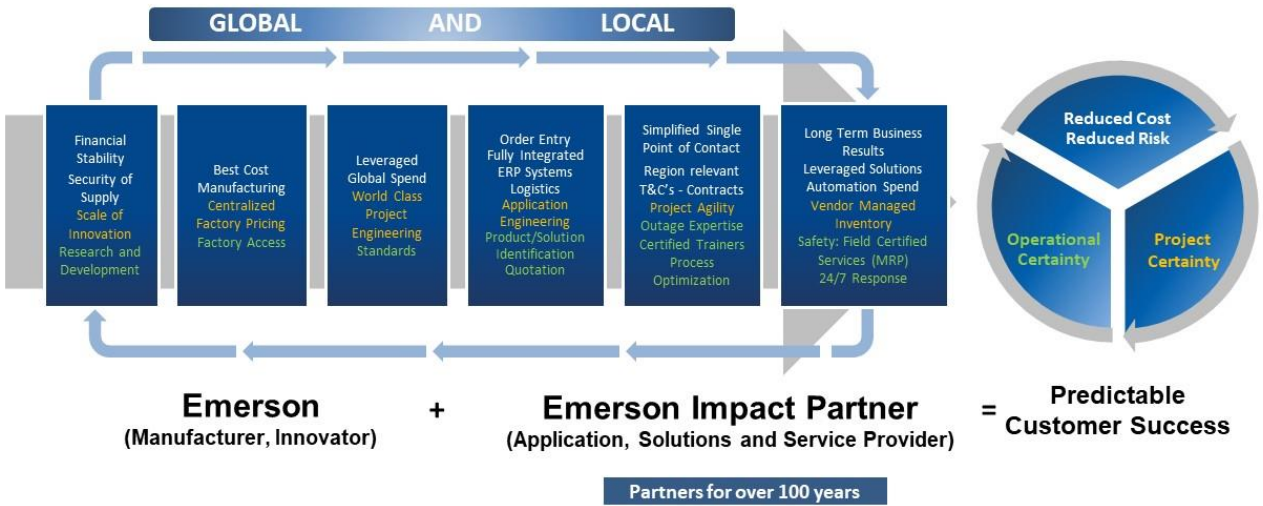 GLOBAL AND LOCAL
Financial
Stability
Security of
Supply
Scale of
Innovation
Research and
Development
Best Cost
Manufacturing
Centralized
Factory Pricing
Factory Access
Leveraged
Global Spend
World Class
Project
Engineering
Standards
Order Entry
Fully Integrated
ERP Systems
Logistics
Application
Engineering
Product/Solution
Identification
Quotation
Simplified Single
Point of Contact
Region relevant
T&C's - Contracts
Project Agility
Outage Expertise
Certified Trainers
Process
Optimization
Long Term Business
Results
Leveraged Solutions
Automation Spend
Vendor Managed
Inventory
Safety: Field Certified
Services (MRP)
24/7 Response
Reduced Cost
Reduced Risk
Operational
Certainty
Project
Certainty
Emerson
(Manufacturer, Innovator)
+
Emerson Impact Partner
(Application, Solutions and Service Provider)
=
Predictable
Customer Success
Partners for over 100 years